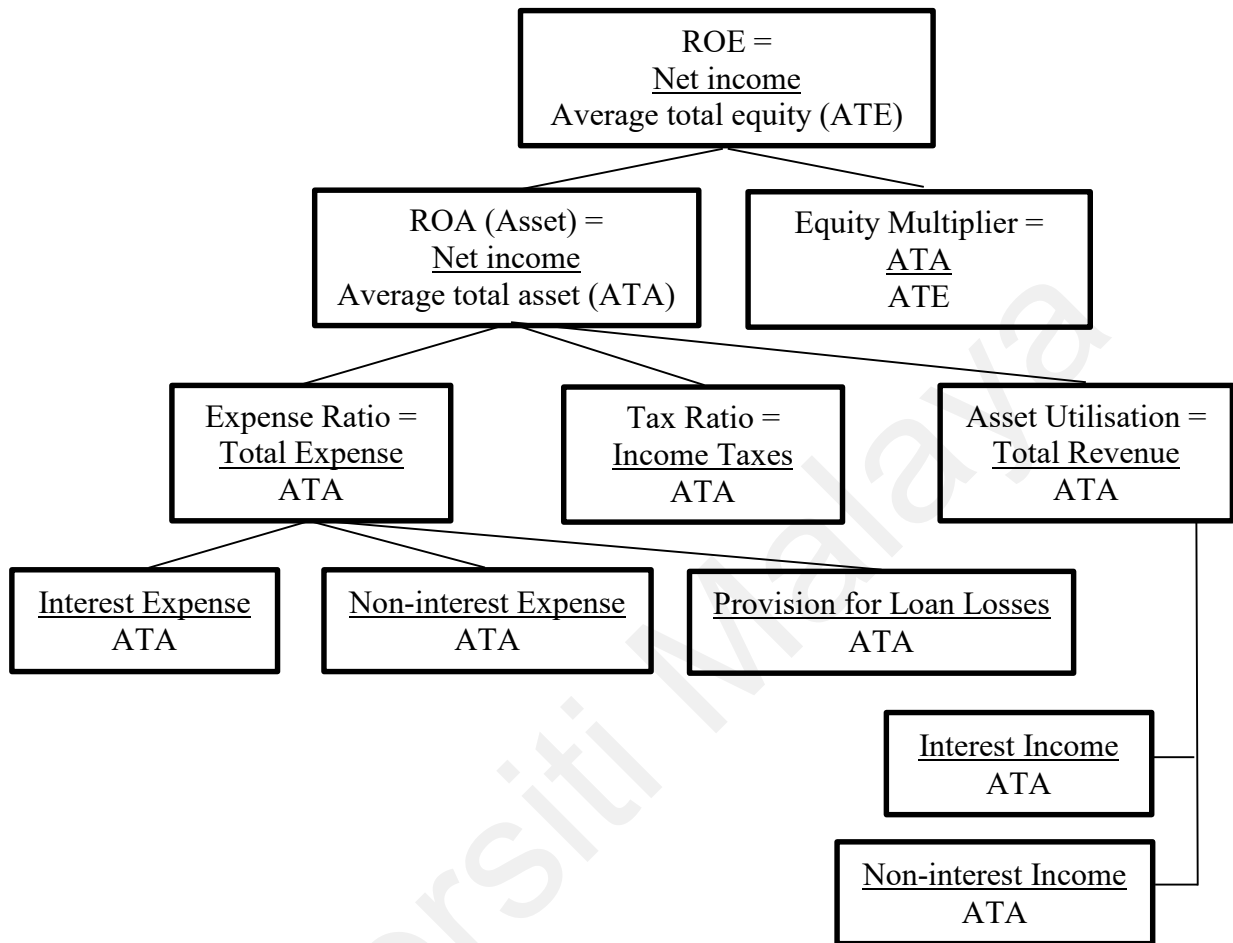 ROE =
Net income
Average total equity (ATE)
ROA (Asset) =
Net income
Average total asset (ATA)
Equity Multiplier =
ATA
ATE
Expense Ratio =
Total Expense
ATA
Tax Ratio =
Income Taxes
ATA
Asset Utilisation =
Total Revenue
ATA
Interest Expense
ATA
Non-interest Expense
ATA
Provision for Loan Losses
ATA
Interest Income
ATA
Non-interest Income
ATA
ersiti Malaya